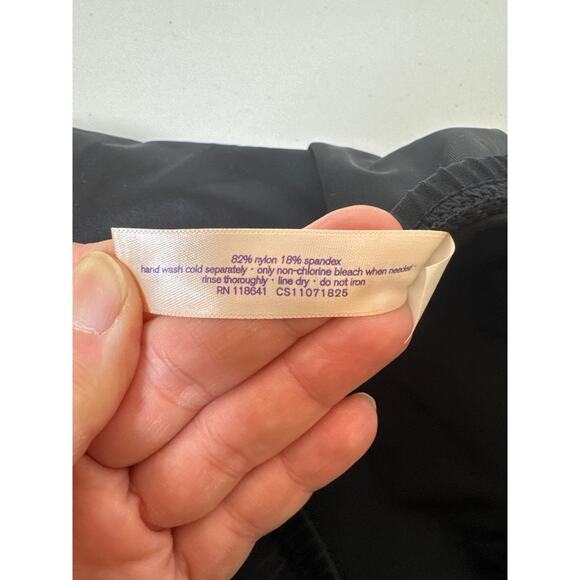 82% nylon 18% spandex
hand wash cold separately · only non-chlorine bleach when needed
rinse thoroughly · line dry · do not iron
RN 118641 CS11071825